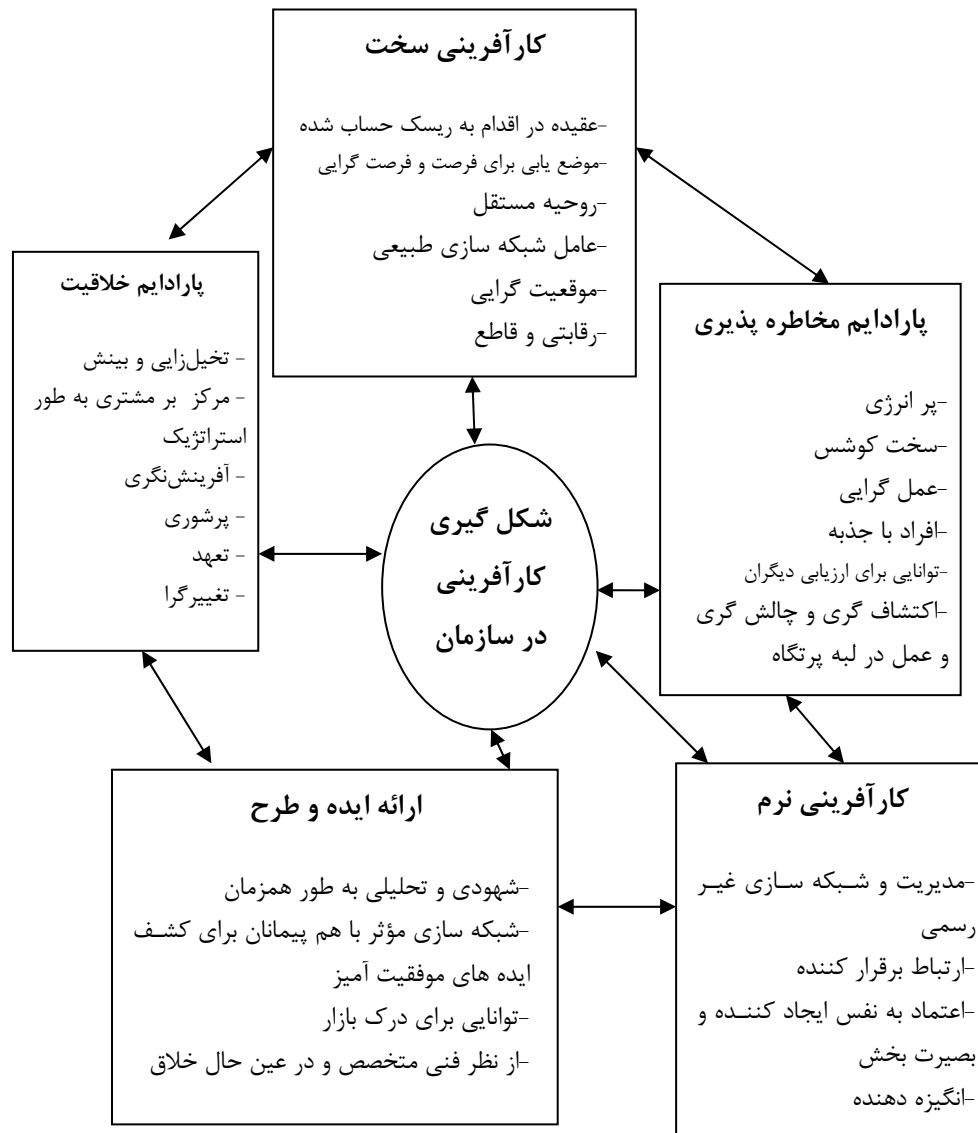 کارآفرینی سخت
-عقیده در اقدام به ریسک حساب شده
-موضع یابی برای فرصت و فرصت گرایی
-روحیه مستقل
-عامل شبکه سازی طبیعی
-موقعیت گرایی
-رقابتی و قاطع
پارادایم مخاطره پذیری
-پر انرژی
-سخت کوشس
-عمل گرایی
-افراد با جذبه
-توانایی برای ارزیابی دیگران
-اکتشاف گری و چالش گری
و عمل در لبه پرتگاه
پارادایم خلاقیت
- تخیل‌زایی و بینش
- مرکز بر مشتری به طور
استراتژیک
- آفرینش‌نگری
- پرشوری
- تعهد
- تغییرگرا
شکل گیری
کارآفرینی
در سازمان
کارآفرینی نرم
-مدیریت و شبکه سازی غیر
رسمی
-ارتباط برقرار کننده
-اعتماد به نفس ایجاد کننده و
بصیرت بخش
-انگیزه دهنده
ارائه ایده و طرح
-شهودی و تحلیلی به طور همزمان
-شبکه سازی مؤثر با هم پیمانان برای کشف
ایده های موفقیت آمیز
-توانایی برای درک بازار
-از نظر فنی متخصص و در عین حال خلاق